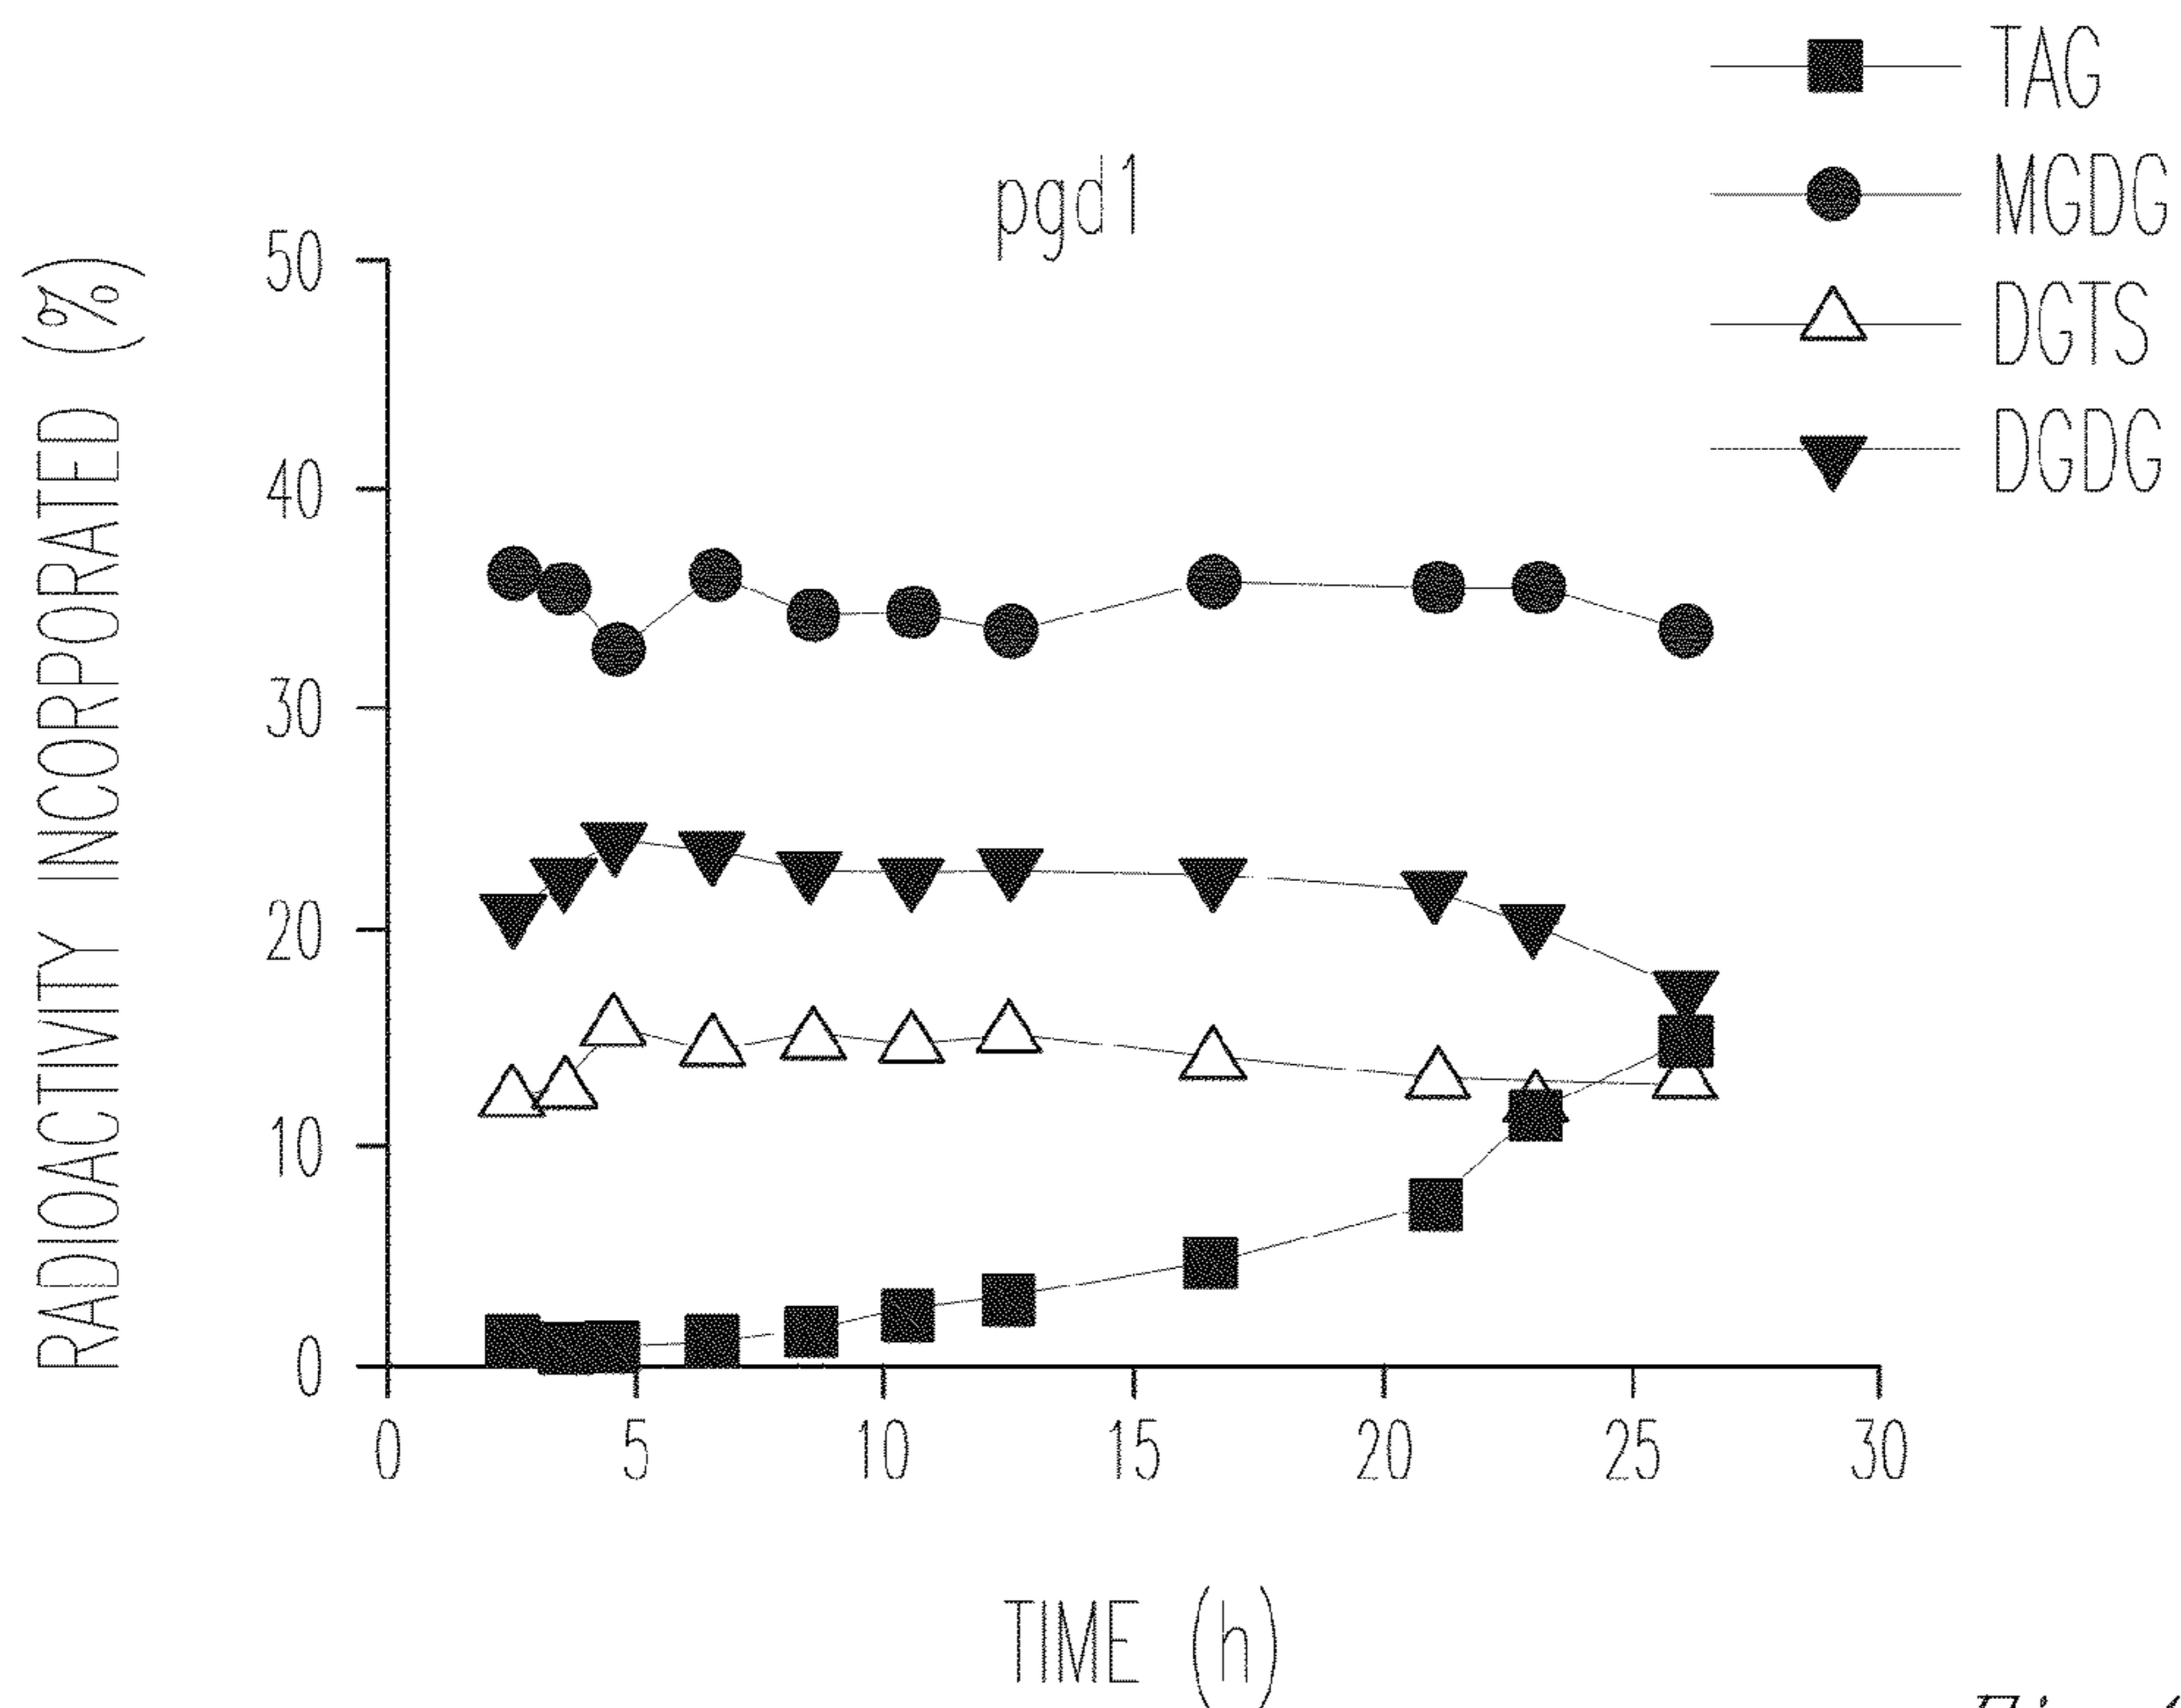 TAG
MGDG
DGTS
DGDG
pgd1
RADIOACTIVITY INCORPORATED (%)
50
40
30
20
10
0
0 5 10 15 20 25 30
TIME (h)